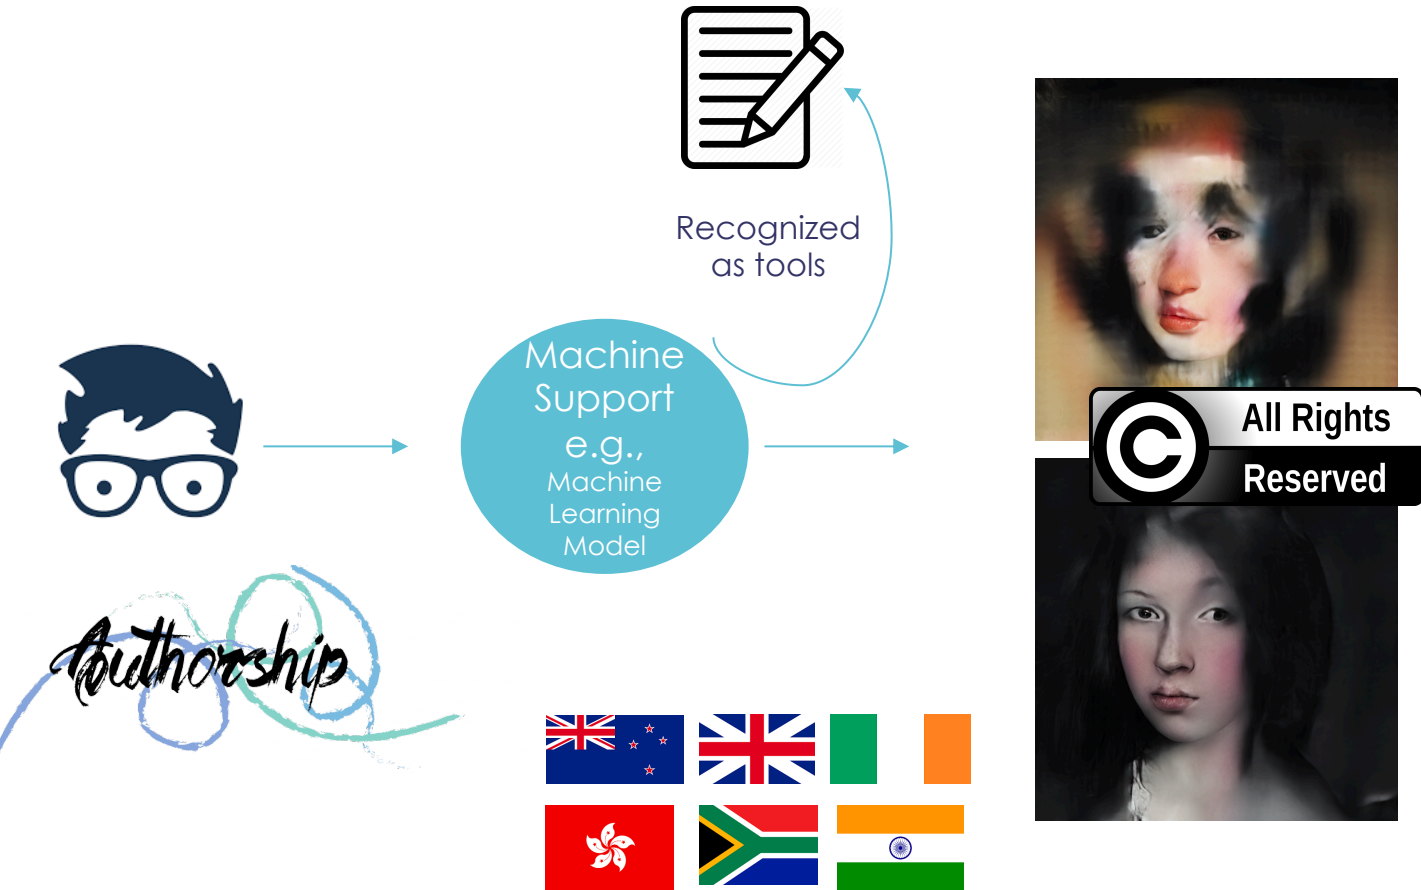 Recognized
as tools
Machine
Support
e.g.,
Machine
Learning
Model
All Rights
Reserved
Authorship